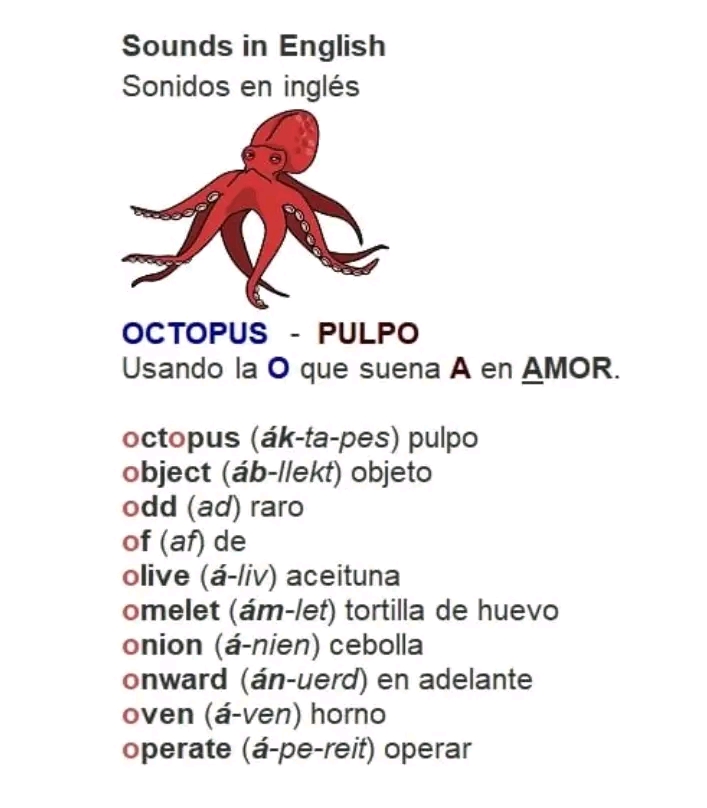 Sounds in English
Sonidos en inglés
OCTOPUS - PULPO
Usando la O que suena A en AMOR.
octopus (ák-ta-pes) pulpo
object (áb-llekt) objeto
odd (ad) raro
of (af) de
olive (á-liv) aceituna
omelet (ám-let) tortilla de huevo
onion (á-nien) cebolla
onward (án-uerd) en adelante
oven (á-ven) horno
operate (á-pe-reit) operar